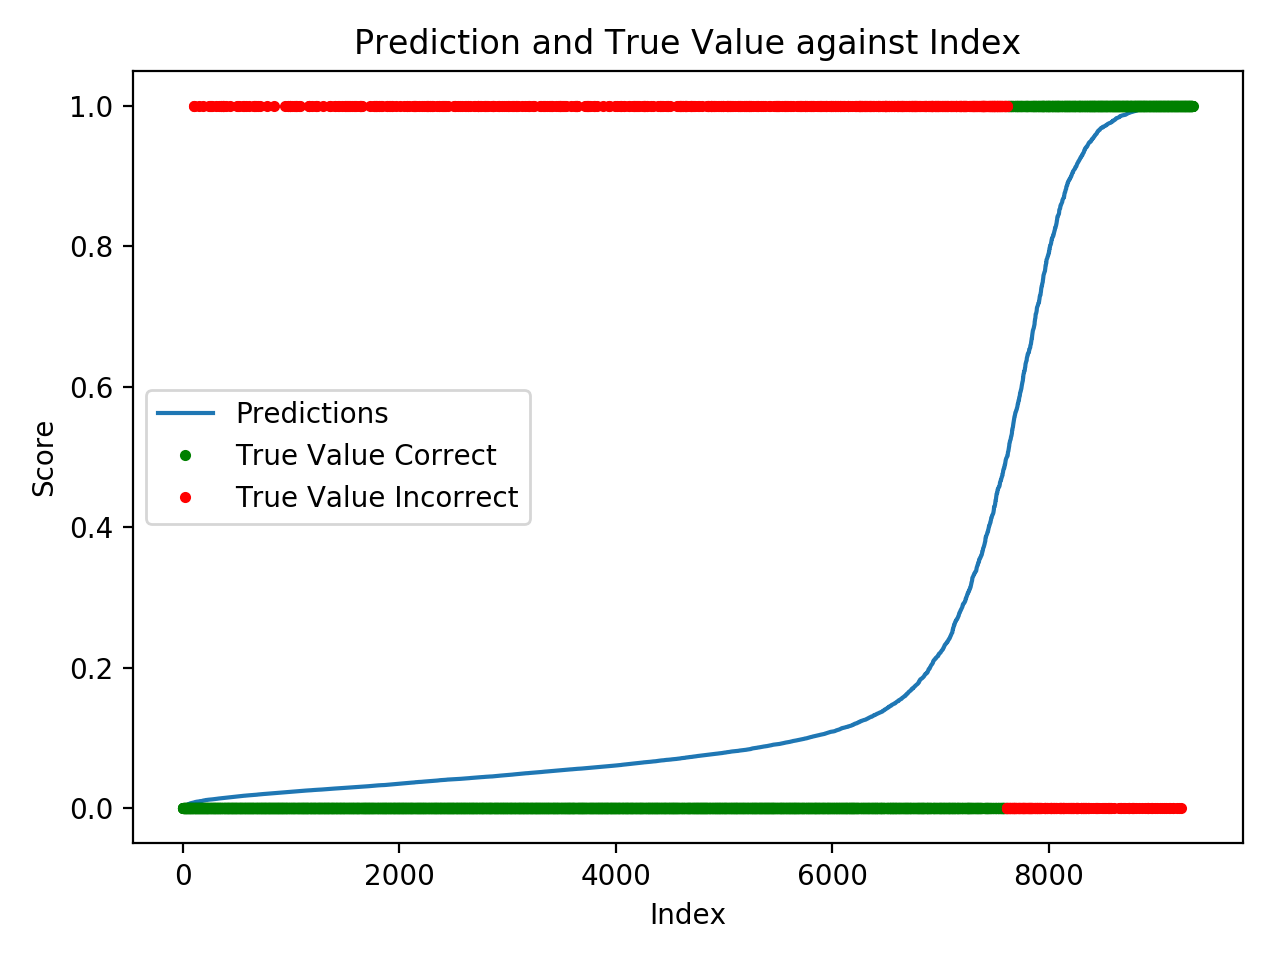 Prediction and True Value against Index
1.0
0.8
0.6
0.4
0.2
0.0
Score
Predictions
True Value Correct
True Value Incorrect
0 2000 4000 6000 8000
Index